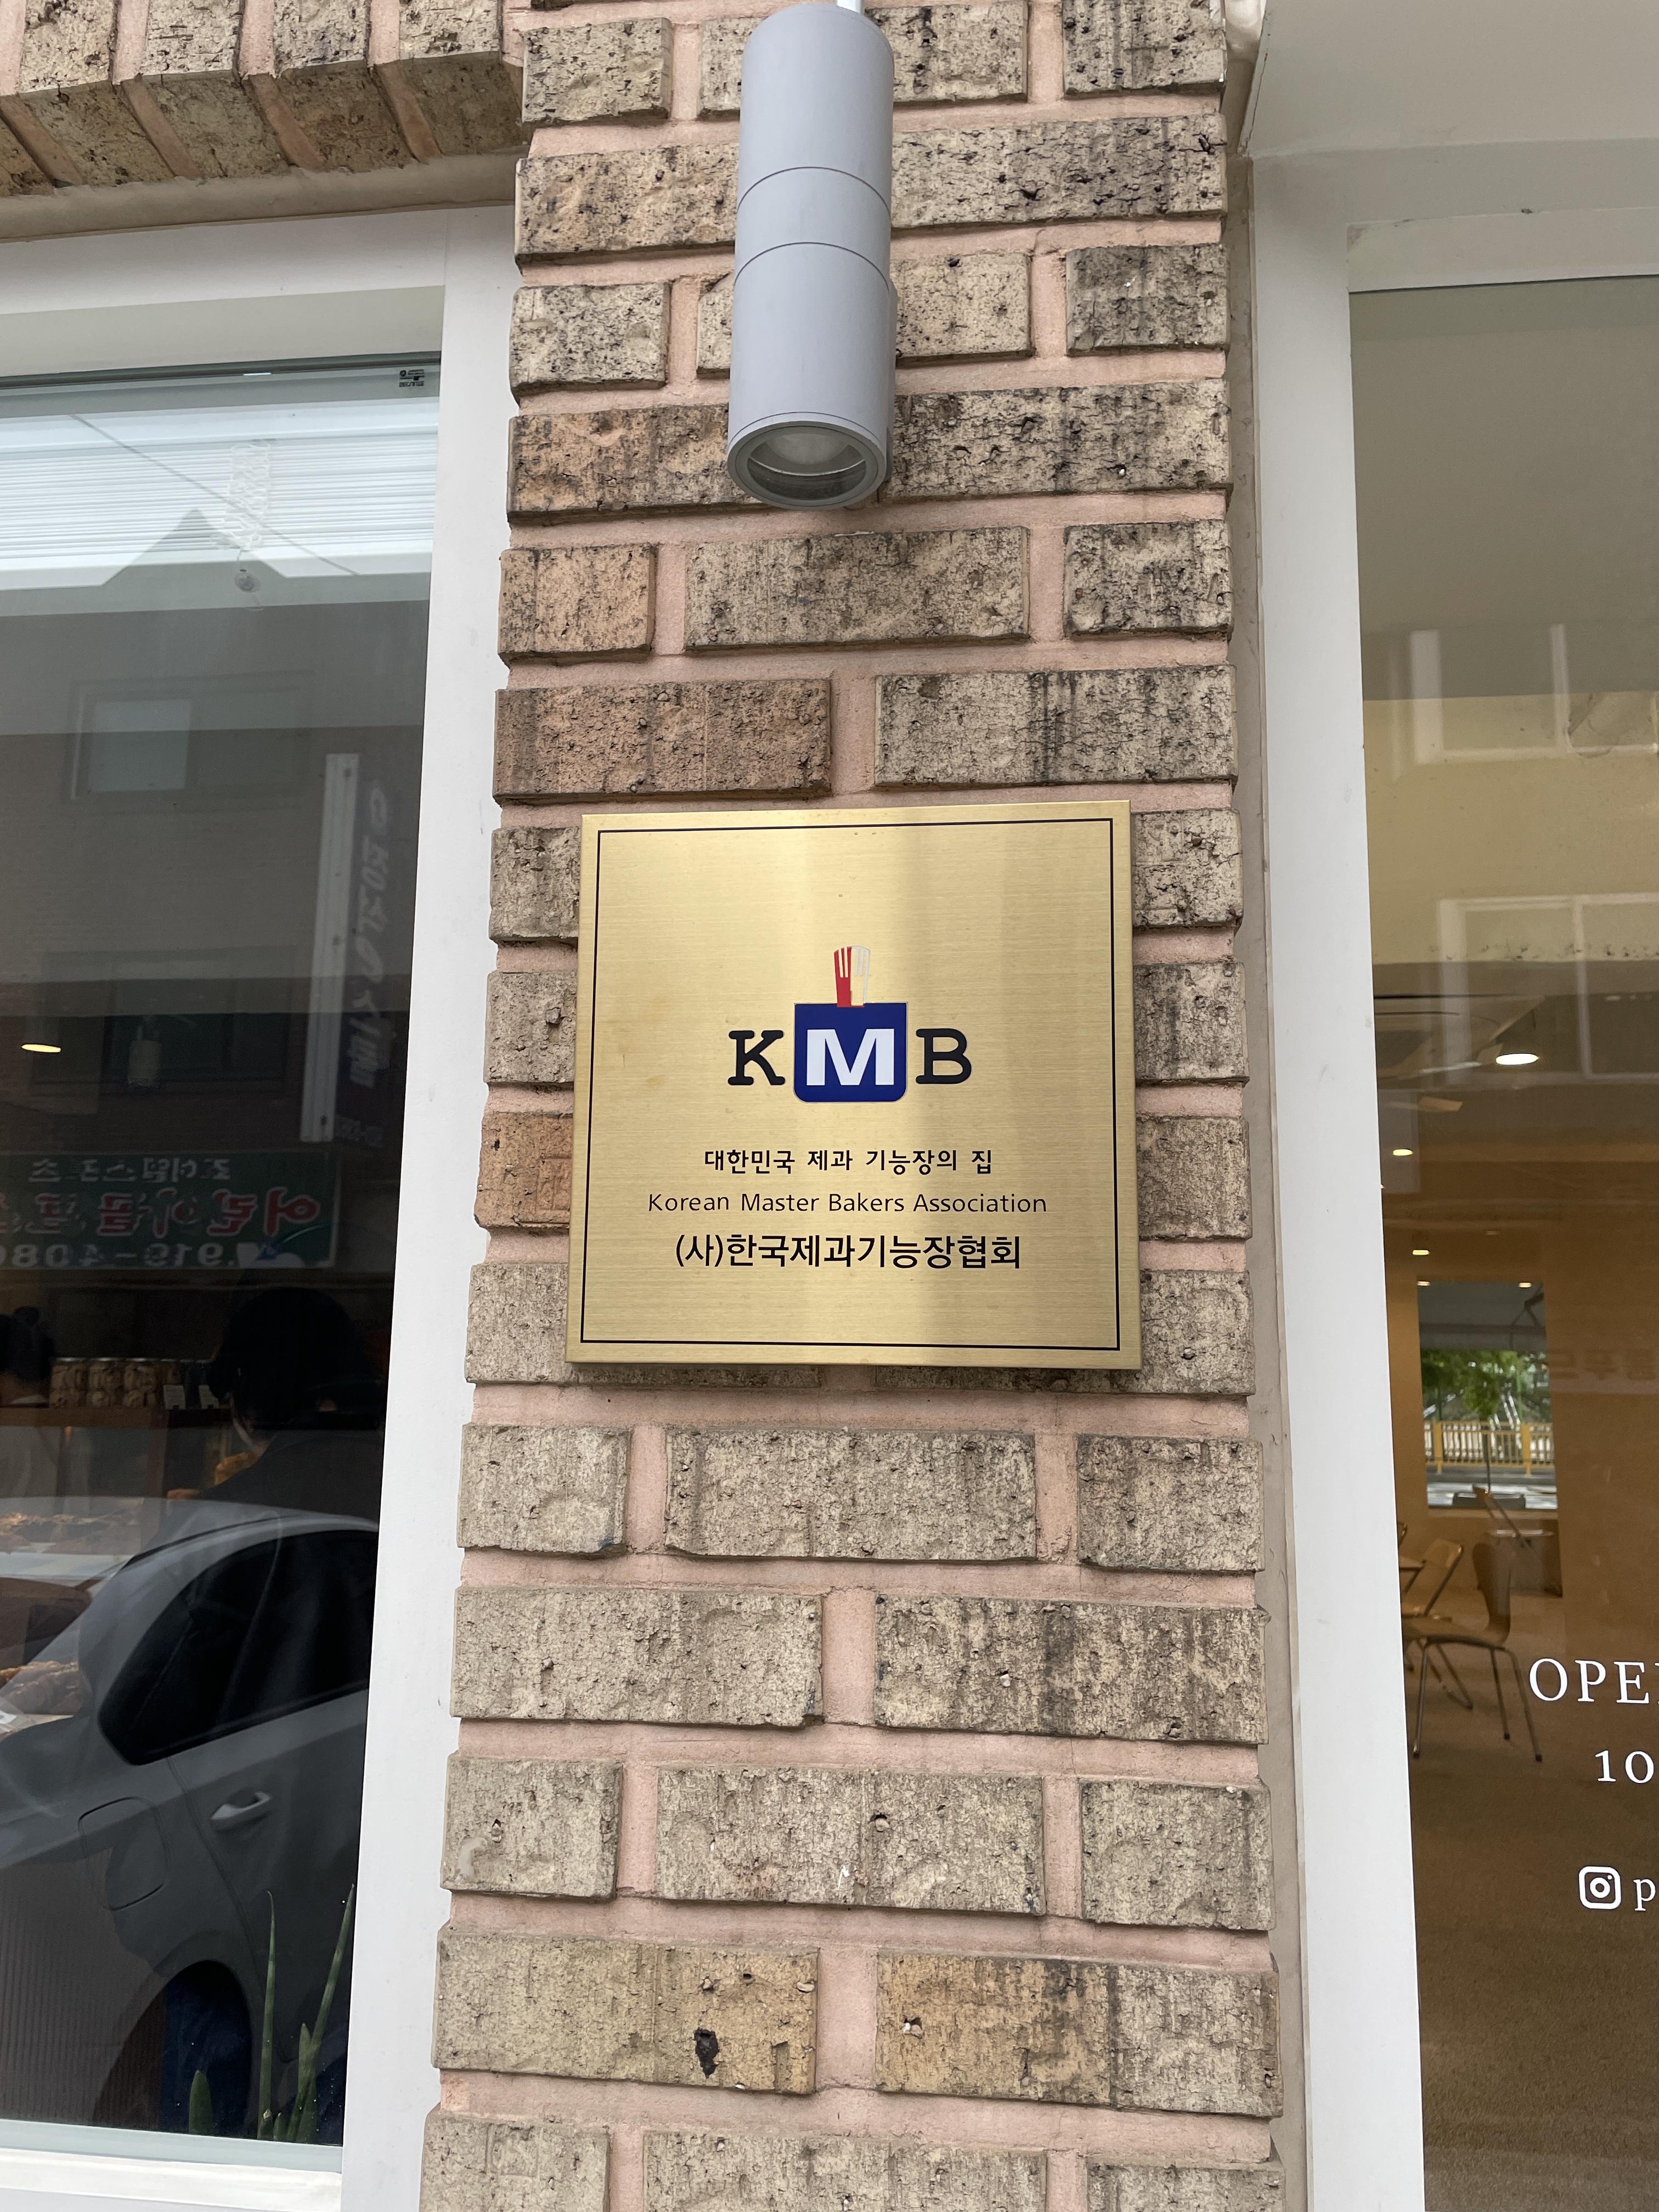 KMB
대한민국 제과 기능장의 집
Korean Master Bakers Association
(사)한국제과기능장협회
OPE
10
p